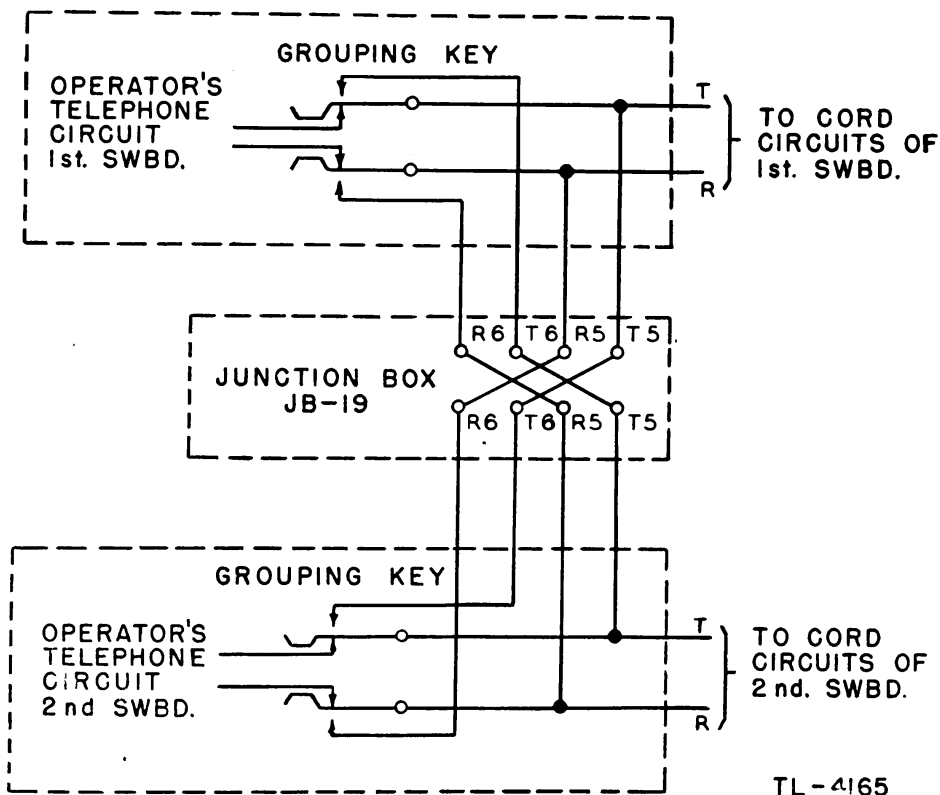 GROUPING KEY
OPERATOR'S
TELEPHONE
CIRCUIT
1st. SWBD.
T
R
TO CORD
CIRCUITS OF
1st. SWBD.
R6 T6 R5 T5
JUNCTION BOX
JB-19
R6 T6 R5 T5
GROUPING KEY
OPERATOR'S
TELEPHONE
CIRCUIT
2nd SWBD.
T
R
TO CORD
CIRCUITS OF
2nd. SWBD.
TL-4165